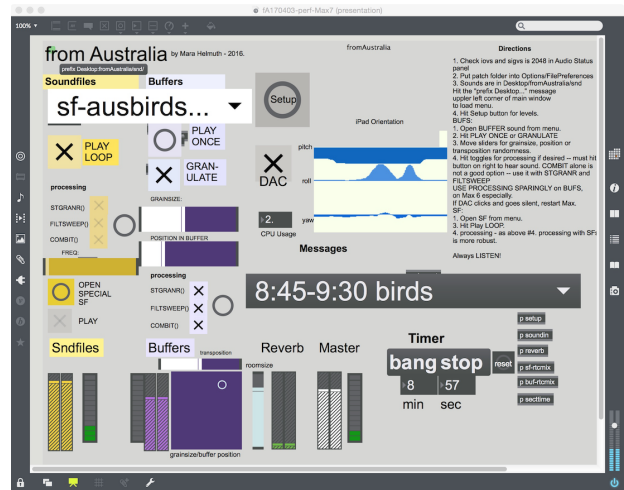 fA170403-perf-Max7 (presentation)
100%
from Australia by Mara Helmuth - 2016.
prefix Desktop:fromAustralia/snd/
fromAustralia
Soundfiles
Buffers
sf-ausbirds...
PLAY
LOOP
PLAY
ONCE
GRAN-
ULATE
Setup
DAC
2.
CPU Usage
iPad Orientation
pitch
roll
yaw
Messages
processing
STGRANR()
FILTSWEEP()
COMBIT()
FREQ:
GRAINSIZE:
POSITION IN BUFFER
OPEN
SPECIAL
SF
PLAY
processing
STGRANR()
FILTSWEEP()
COMBIT()
8:45-9:30 birds
Directions
1. Check iovs and sigvs is 2048 in Audio Status
panel
2. Put patch folder into Options/FilePreferences
3. Sounds are in Desktop/fromAustralia/snd
Hit the "prefix Desktop..." message
upper left corner of main window
to load menu.
4. Hit Setup button for levels.
BUFS:
1. Open BUFFER sound from menu.
2. Hit PLAY ONCE or GRANULATE
3. Move sliders for grainsize, position or
transposition randomness.
4. Hit toggles for processing if desired -- must hit
button on right to hear sound. COMBIT alone is
not a good option -- use it with STGRANR and
FILTSWEEP
USE PROCESSING SPARINGLY on BUFS,
on Max 6 especially.
If DAC clicks and goes silent, restart Max.
SF:
1. Open SF from menu.
3. Hit Play LOOP.
4. processing - as above #4. processing with SFs
is more robust.
Always LISTEN!
Sndfiles
Buffers
transposition
Reverb
Master
roomsize
grainsize/buffer position
Timer
bang stop
reset
8
57
min
sec
p setup
p soundin
p reverb
p sf-rtcmix
p buf-rtcmix
p secttime